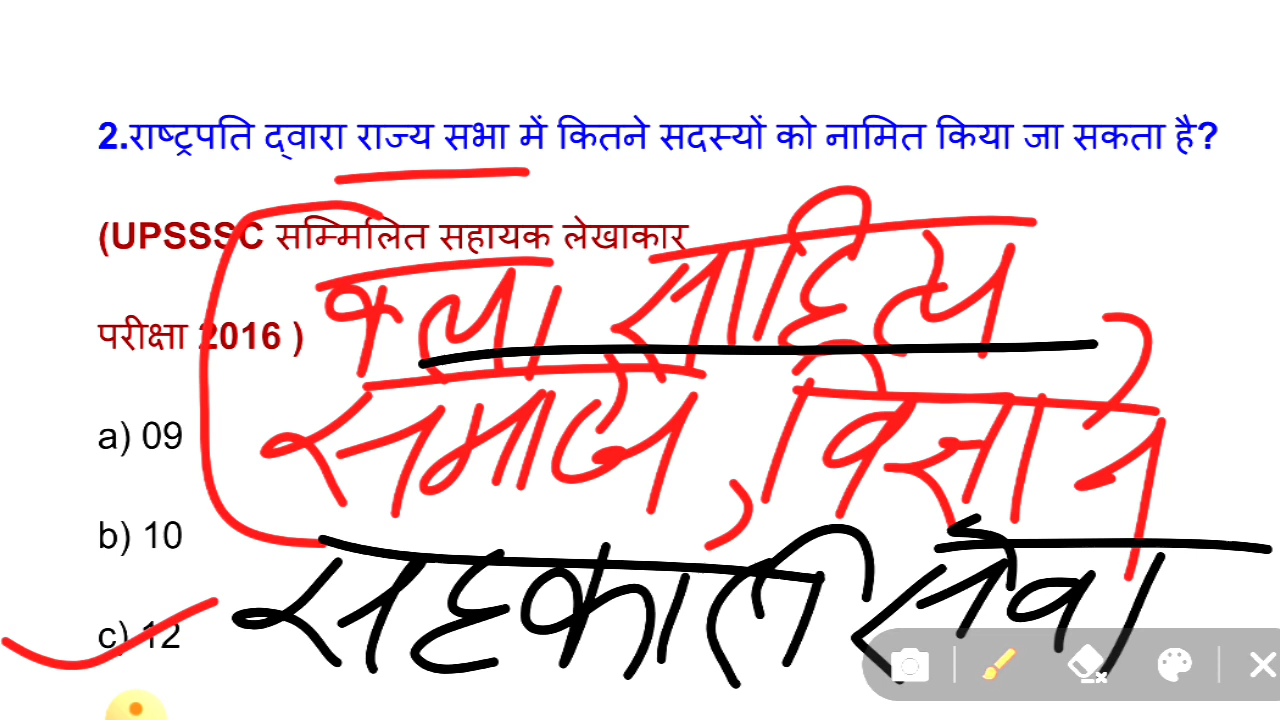 2.राष्ट्रपति द्वारा राज्य सभा में कितने सदस्यों को नामित किया जा सकता है?
(UPSSSC सम्मिलित सहायक लेखाकार
कला साहित्य
परीक्षा 2016 )
समाज, विज्ञान
a) 09
b) 10
सहकारी सेवा
c) 12